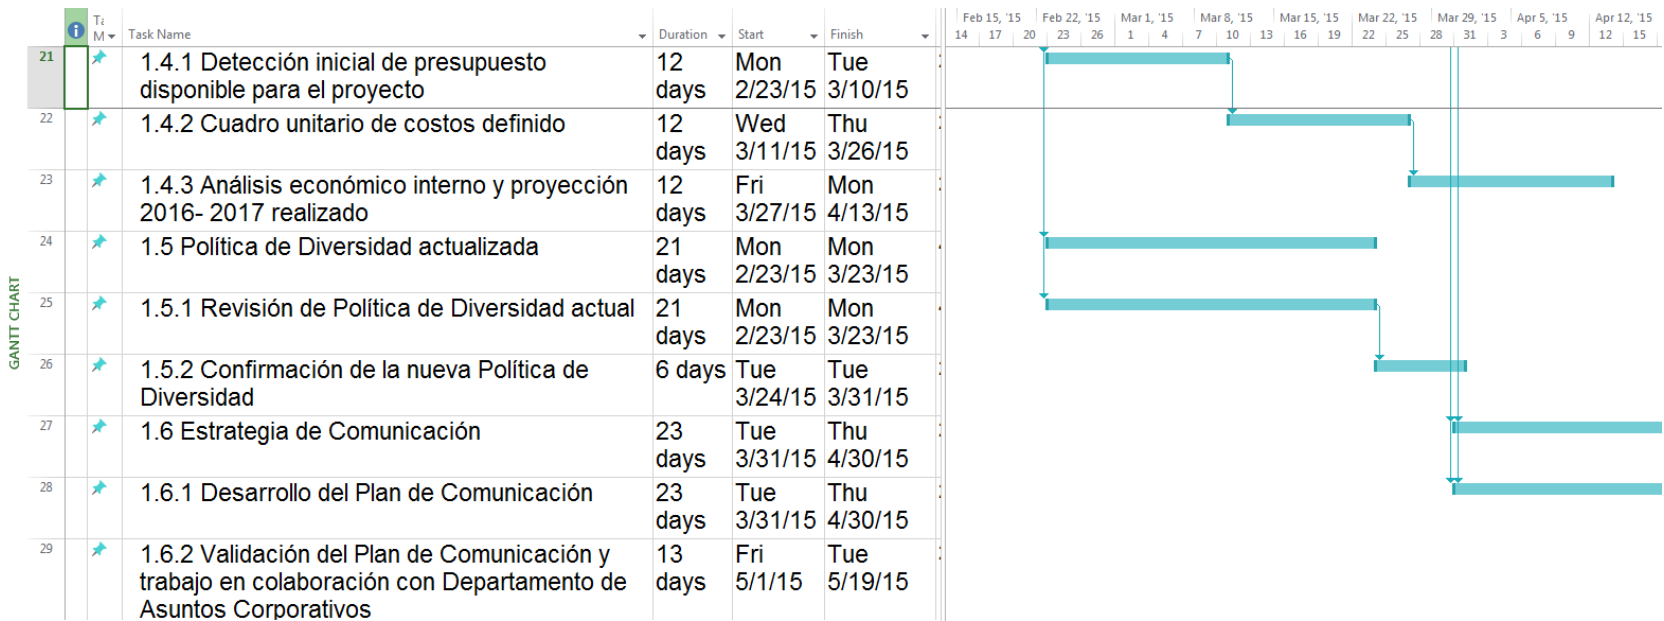 Feb 15, '15 Feb 22, '15 Mar 1, '15 Mar 8, '15 Mar 15, '15 Mar 22, '15 Mar 29, '15 Apr 5, '15 Apr 12, '15
Task Name Duration Start Finish 14 17 20 23 26 1 4 7 10 13 16 19 22 25 28 31 3 6 9 12 15
GANTT CHART
21 1.4.1 Detección inicial de presupuesto 12 Mon Tue
disponible para el proyecto days 2/23/15 3/10/15
22 1.4.2 Cuadro unitario de costos definido 12 Wed Thu
days 3/11/15 3/26/15
23 1.4.3 Análisis económico interno y proyección 12 Fri Mon
2016- 2017 realizado days 3/27/15 4/13/15
24 1.5 Política de Diversidad actualizada 21 Mon Mon
days 2/23/15 3/23/15
25 1.5.1 Revisión de Política de Diversidad actual 21 Mon Mon
days 2/23/15 3/23/15
26 1.5.2 Confirmación de la nueva Política de 6 days Tue Tue
Diversidad 3/24/15 3/31/15
27 1.6 Estrategia de Comunicación 23 Tue Thu
days 3/31/15 4/30/15
28 1.6.1 Desarrollo del Plan de Comunicación 23 Tue Thu
days 3/31/15 4/30/15
29 1.6.2 Validación del Plan de Comunicación y 13 Fri Tue
trabajo en colaboración con Departamento de days 5/1/15 5/19/15
Asuntos Corporativos